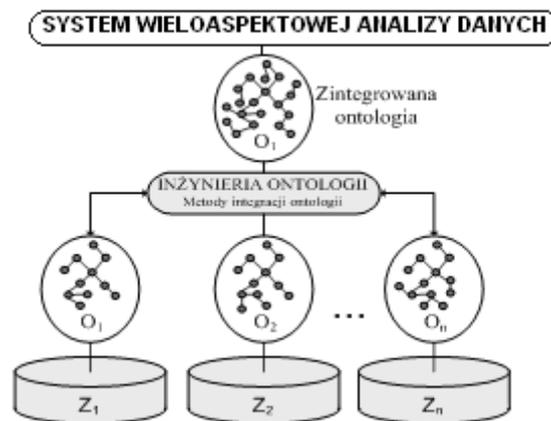 SYSTEM WIELOASPEKTOWEJ ANALIZY DANYCH
Zintegrowana
ontologia
O₁
INŻYNIERIA ONTOLOGII
Metody integracji ontologii
O₁ O₂ ... Oₙ
Z₁ Z₂ Zₙ